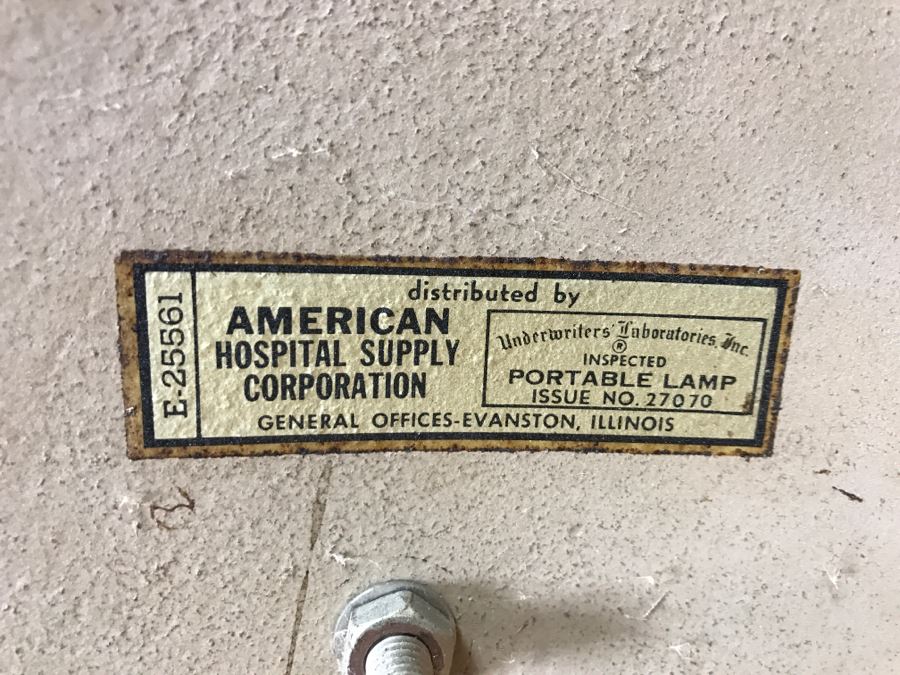 E-25561
distributed by
AMERICAN
HOSPITAL SUPPLY
CORPORATION
Underwriters' Laboratories, Inc.
®
INSPECTED
PORTABLE LAMP
ISSUE NO. 27070
GENERAL OFFICES-EVANSTON, ILLINOIS